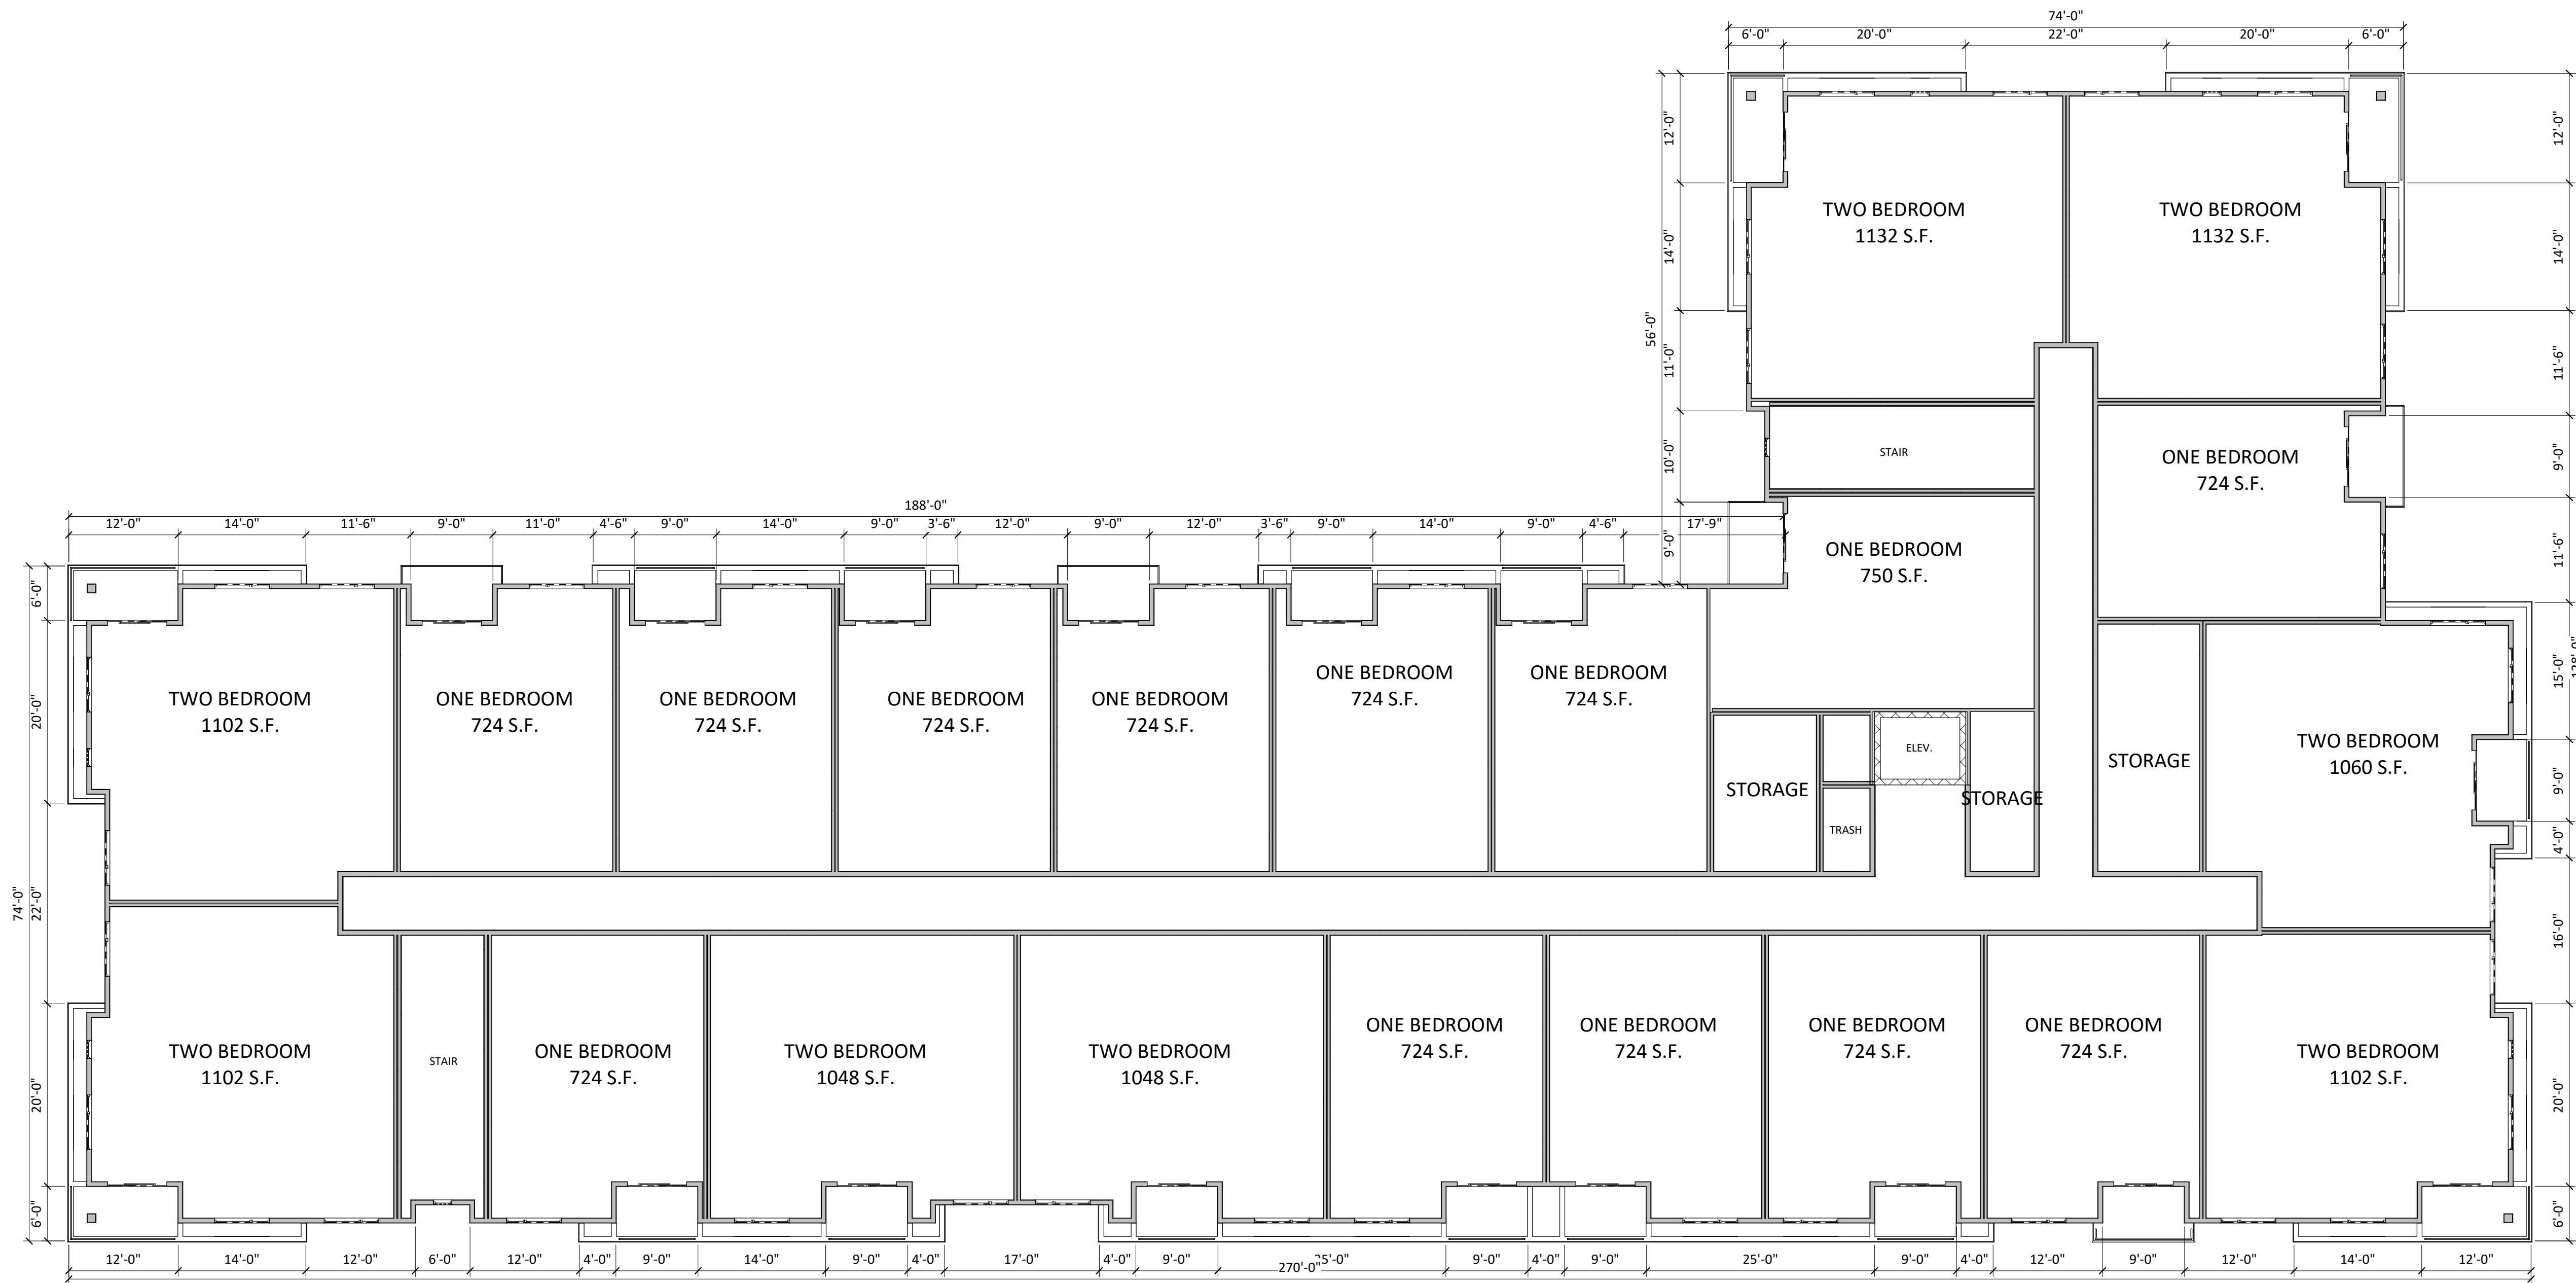 74'-0"
6'-0" 20'-0" 22'-0" 20'-0" 6'-0"
12'-0"
14'-0"
56'-0"
11'-0"
10'-0"
9'-0"
12'-0"
14'-0"
11'-6"
9'-0"
11'-6"
15'-0"
9'-0"
4'-0"
16'-0"
20'-0"
6'-0"
TWO BEDROOM
1132 S.F.
TWO BEDROOM
1132 S.F.
STAIR
ONE BEDROOM
724 S.F.
ONE BEDROOM
750 S.F.
188'-0"
12'-0" 14'-0" 11'-6" 9'-0" 11'-0" 4'-6" 9'-0" 14'-0" 9'-0" 3'-6" 12'-0" 9'-0" 12'-0" 3'-6" 9'-0" 14'-0" 9'-0" 4'-6" 17'-9"
6'-0"
20'-0"
74'-0"
22'-0"
20'-0"
6'-0"
TWO BEDROOM
1102 S.F.
ONE BEDROOM
724 S.F.
ONE BEDROOM
724 S.F.
ONE BEDROOM
724 S.F.
ONE BEDROOM
724 S.F.
ONE BEDROOM
724 S.F.
ONE BEDROOM
724 S.F.
STORAGE
TRASH
ELEV.
STORAGE
STORAGE
TWO BEDROOM
1060 S.F.
TWO BEDROOM
1102 S.F.
STAIR
ONE BEDROOM
724 S.F.
TWO BEDROOM
1048 S.F.
TWO BEDROOM
1048 S.F.
ONE BEDROOM
724 S.F.
ONE BEDROOM
724 S.F.
ONE BEDROOM
724 S.F.
ONE BEDROOM
724 S.F.
TWO BEDROOM
1102 S.F.
12'-0" 14'-0" 12'-0" 6'-0" 12'-0" 4'-0" 9'-0" 14'-0" 9'-0" 4'-0" 17'-0" 4'-0" 9'-0" 9'-0" 4'-0" 9'-0" 25'-0" 9'-0" 4'-0" 12'-0" 9'-0" 12'-0" 14'-0" 12'-0"
270'-0"